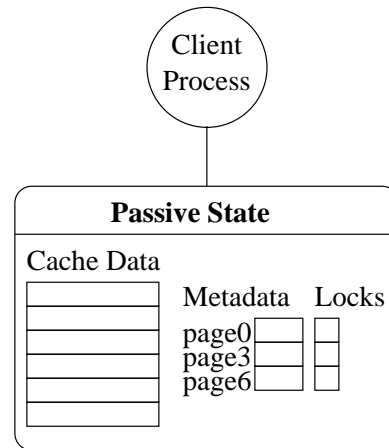 Client
Process
Passive State
Cache Data
Metadata Locks
page0
page3
page6